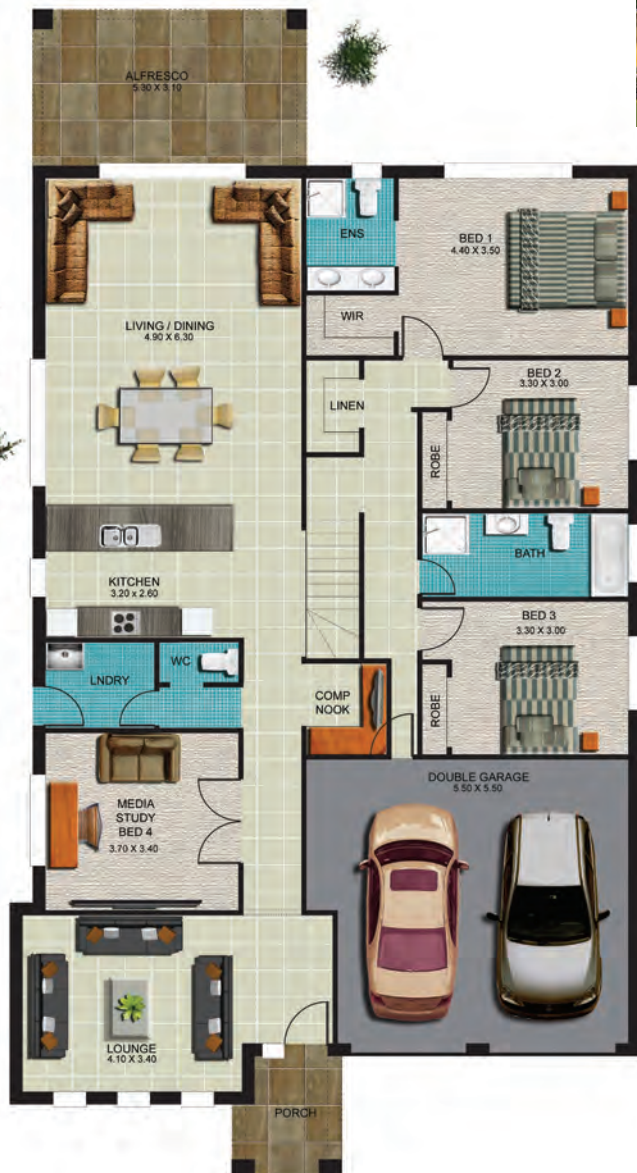 ALFRESCO
5.30 X 3.10
ENS
BED 1
4.40 X 3.50
WIR
LIVING / DINING
4.90 X 6.30
BED 2
3.30 X 3.00
LINEN
ROBE
BATH
KITCHEN
3.20 x 2.60
BED 3
3.30 X 3.00
WC
LNDRY
COMP
NOOK
ROBE
DOUBLE GARAGE
5.50 X 5.50
MEDIA
STUDY
BED 4
3.70 X 3.40
LOUNGE
4.10 X 3.40
PORCH